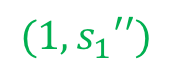 (1, s₁″)